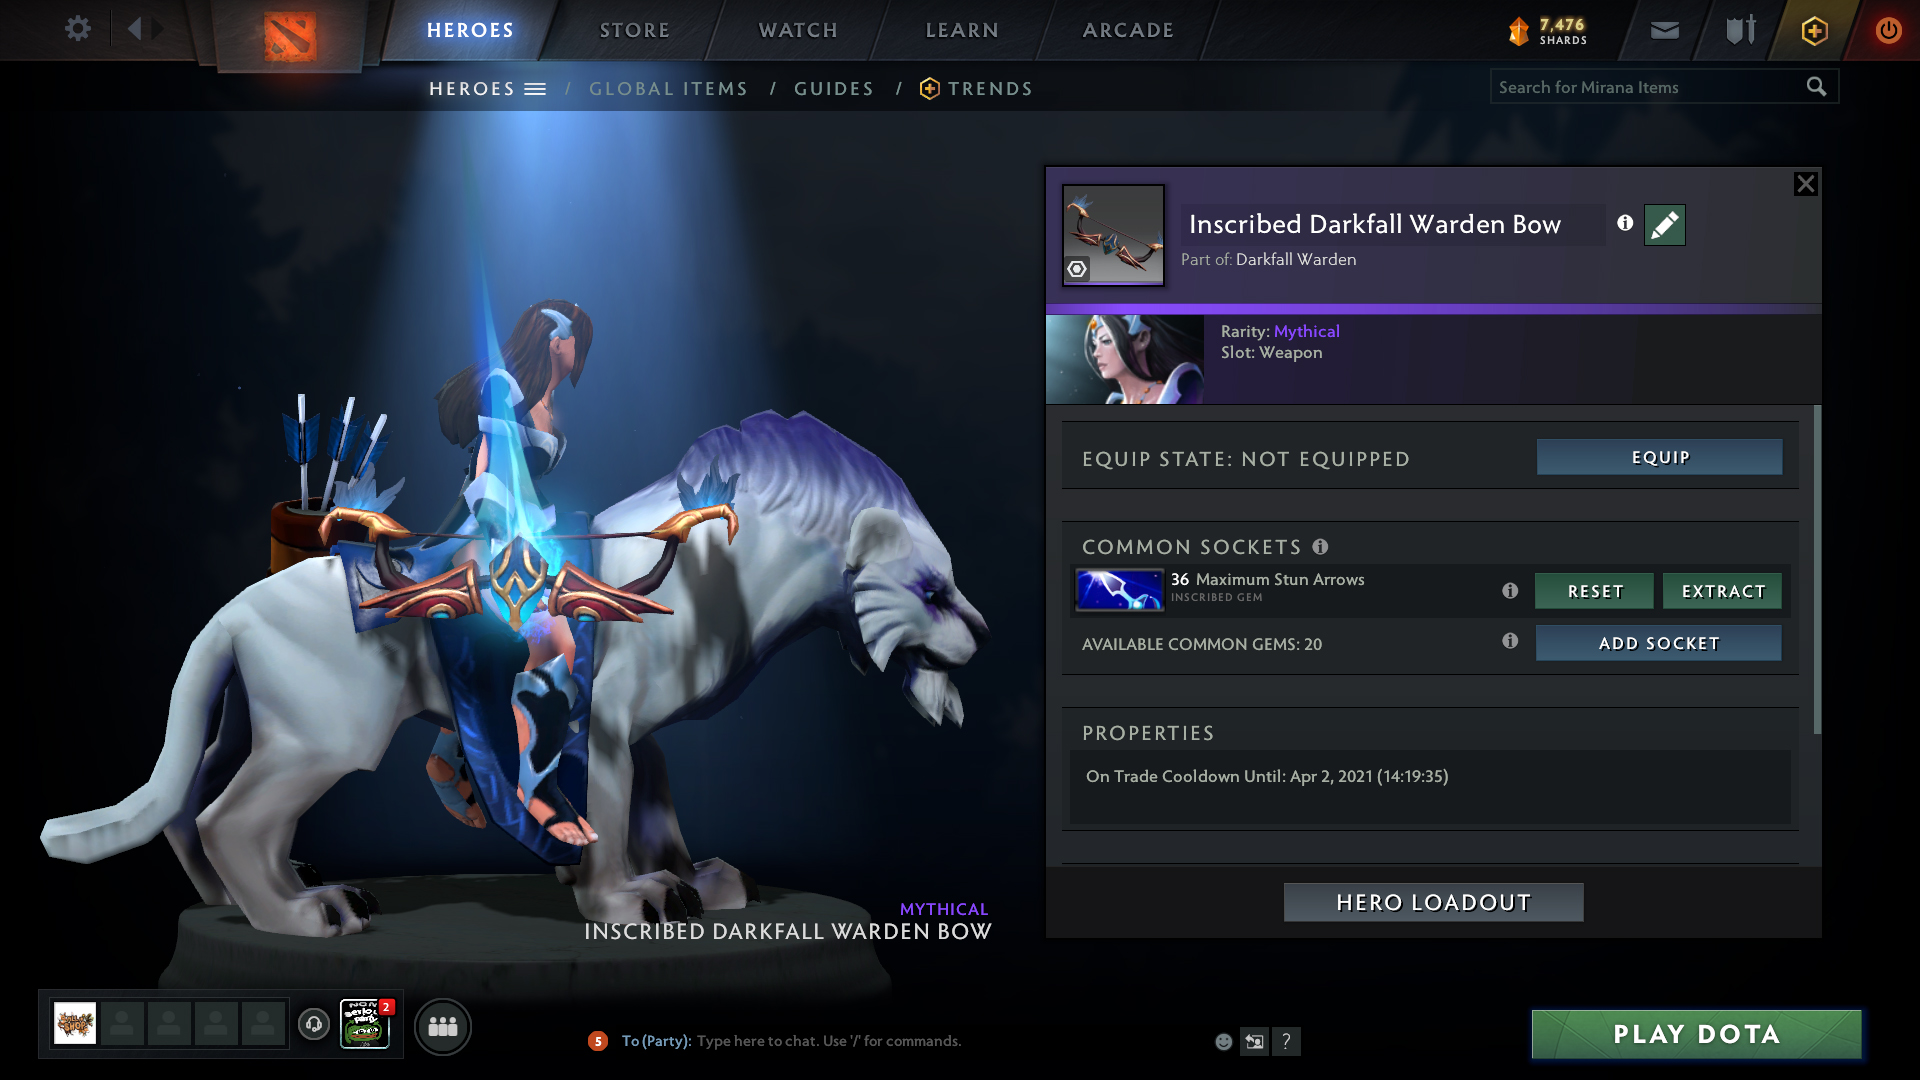 HEROES
STORE
WATCH
LEARN
ARCADE
7,476
SHARDS
HEROES / GLOBAL ITEMS / GUIDES / TRENDS
Search for Mirana Items
Inscribed Darkfall Warden Bow
Part of: Darkfall Warden
Rarity: Mythical
Slot: Weapon
EQUIP STATE: NOT EQUIPPED
EQUIP
COMMON SOCKETS
36 Maximum Stun Arrows
INSCRIBED GEM
RESET
EXTRACT
AVAILABLE COMMON GEMS: 20
ADD SOCKET
PROPERTIES
On Trade Cooldown Until: Apr 2, 2021 (14:19:35)
HERO LOADOUT
MYTHICAL
INSCRIBED DARKFALL WARDEN BOW
2
5
To (Party): Type here to chat. Use '/' for commands.
?
PLAY DOTA